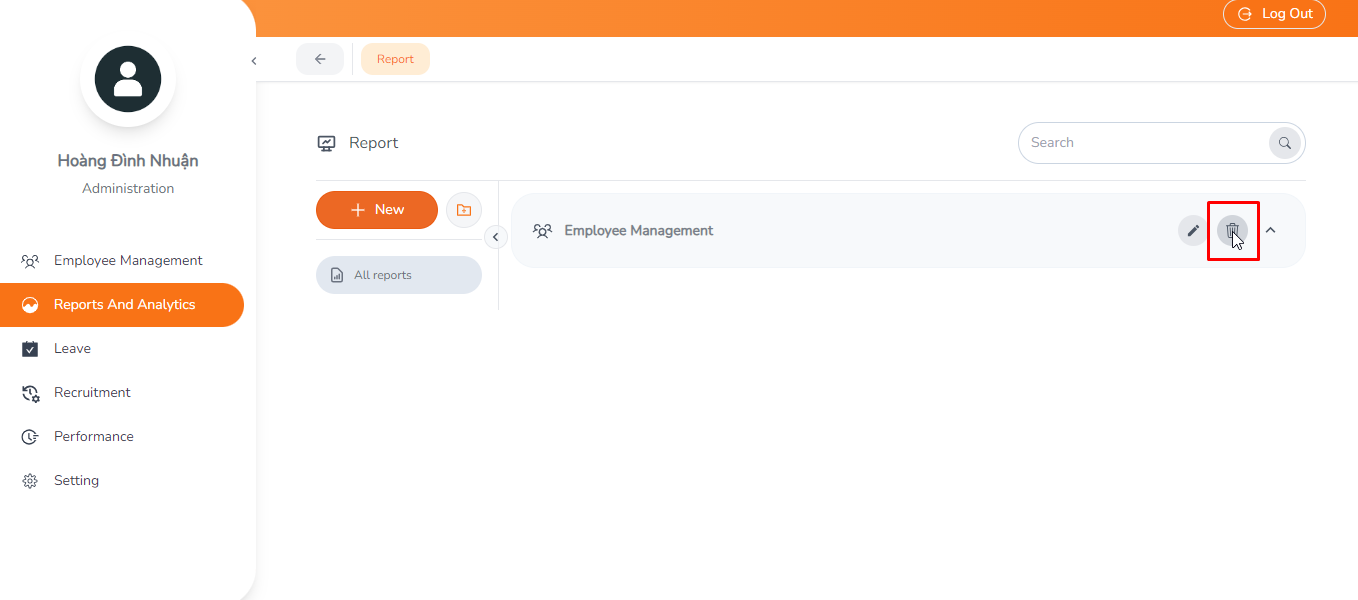 Log Out
Report
Hoàng Đình Nhuận
Administration
Employee Management
Reports And Analytics
Leave
Recruitment
Performance
Setting
Report
Search
New
All reports
Employee Management